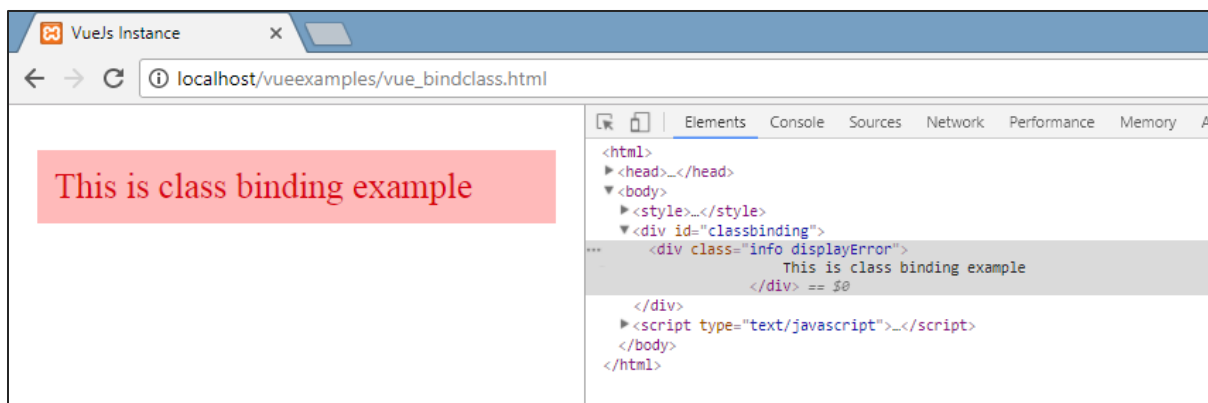 VueJs Instance
localhost/vueexamples/vue_bindclass.html
This is class binding example
Elements Console Sources Network Performance Memory A
<html>
▶<head>…</head>
▼<body>
▶<style>…</style>
▼<div id="classbinding">
<div class="info displayError">
This is class binding example
</div> == $0
</div>
▶<script type="text/javascript">…</script>
</body>
</html>